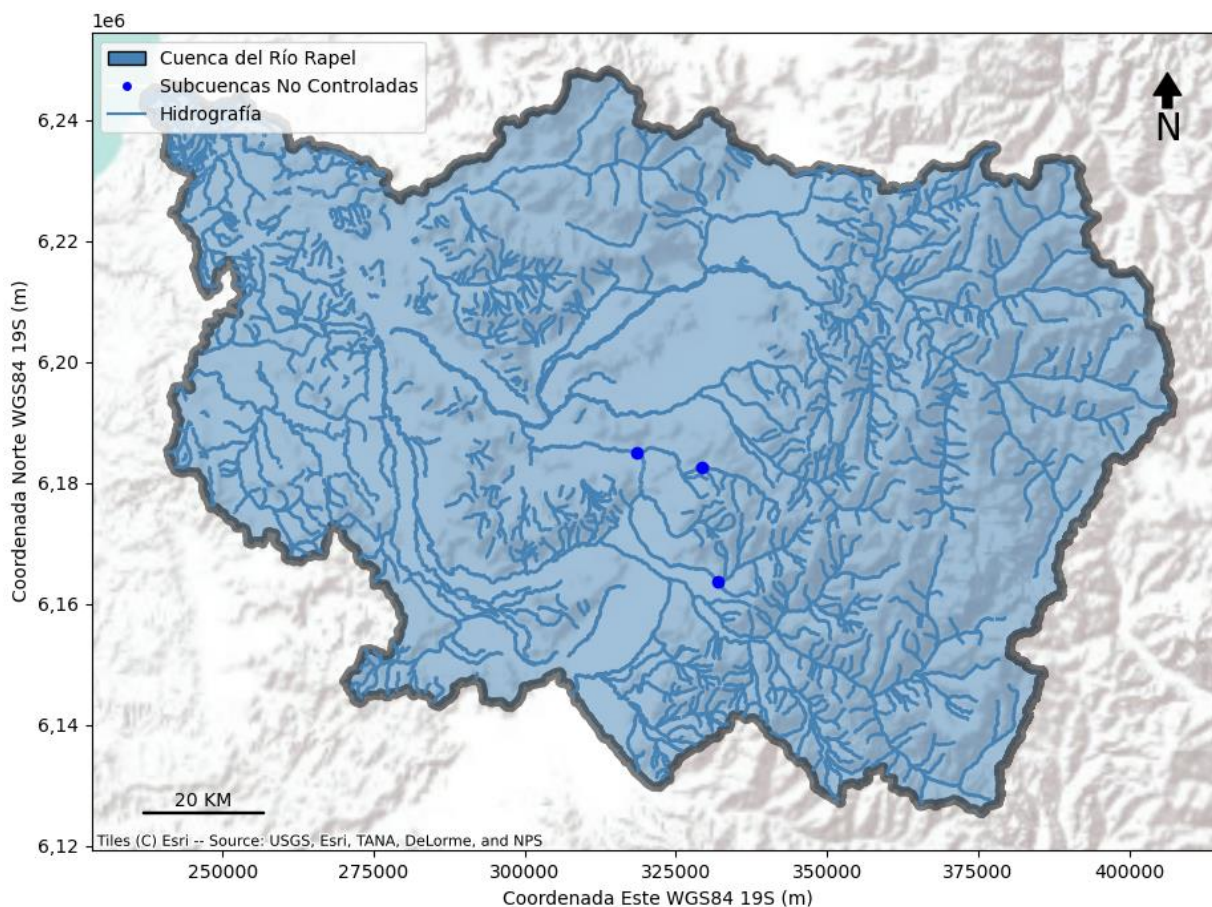 1e6
Cuenca del Río Rapel
Subcuencas No Controladas
Hidrografía
N
6,24
6,22
6,20
6,18
6,16
6,14
6,12
Coordenada Norte WGS84 19S (m)
20 KM
Tiles (C) Esri -- Source: USGS, Esri, TANA, DeLorme, and NPS
250000 275000 300000 325000 350000 375000 400000
Coordenada Este WGS84 19S (m)